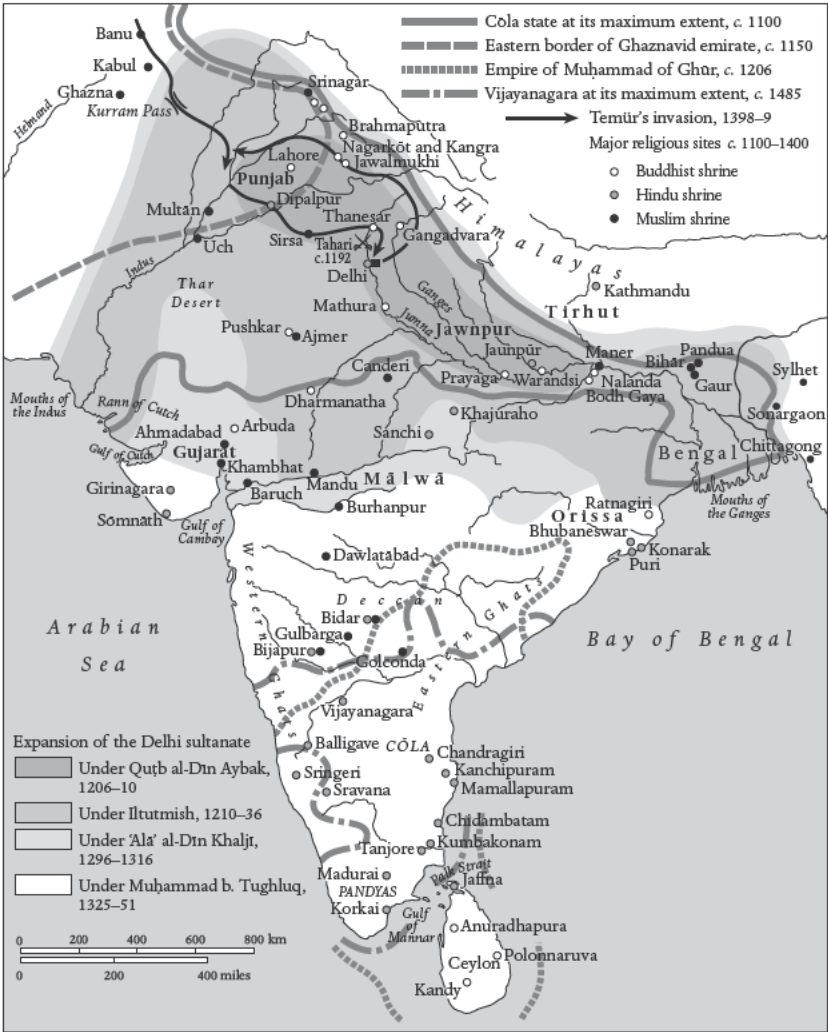 Cōla state at its maximum extent, c. 1100
Eastern border of Ghaznavid emirate, c. 1150
Empire of Muḥammad of Ghūr, c. 1206
Vijayanagara at its maximum extent, c. 1485
Temür's invasion, 1398–9
Major religious sites c. 1100–1400
Buddhist shrine
Hindu shrine
Muslim shrine
Banu
Kabul
Ghazna
Kurram Pass
Helmand
Srinagar
Brahmaputra
Nagarkōt and Kangra
Jawalmukhi
Lahore
Punjab
Dipalpur
Multān
Thanesar
Gangadvara
Himalayas
Uch
Sirsa
Tahari
c.1192
Delhi
Indus
Thar
Desert
Ganges
Kathmandu
Mathura
Jumna
Tirhut
Jawnpur
Pushkar
Ajmer
Jaunpūr
Maner
Bihār
Pandua
Canderi
Prayaga
Warandsi
Nalanda
Gaur
Sylhet
Bodh Gaya
Mouths of
the Indus
Rann of Cutch
Dharmanatha
Khajūraho
Sonargaon
Ahmadabad
Arbuda
Sanchi
Gulf of Cutch
Gujarat
Bengal
Chittagong
Khambhat
Mandu
Mālwā
Girinagara
Baruch
Mouths of
the Ganges
Ratnagiri
Burhanpur
Sōmnāth
Orissa
Gulf of
Cambay
Bhubaneswar
Konarak
Puri
Dawlatābād
Western Ghats
Deccan
Eastern Ghats
Arabian
Sea
Bay of Bengal
Bidar
Gulbarga
Bijapur
Golconda
Vijayanagara
Balligave
CŌLA
Chandragiri
Sringeri
Kanchipuram
Sravana
Mamallapuram
Chidambatam
Tanjore
Kumbakonam
Palk Strait
Madurai
Jaffna
PANDYAS
Korkai
Gulf
of
Mannar
Anuradhapura
Polonnaruva
Ceylon
Kandy
Expansion of the Delhi sultanate
Under Quṭb al-Dīn Aybak,
1206–10
Under Iltutmish, 1210–36
Under ʿAlāʾ al-Dīn Khaljī,
1296–1316
Under Muḥammad b. Tughluq,
1325–51
0 200 400 600 800 km
0 200 400 miles